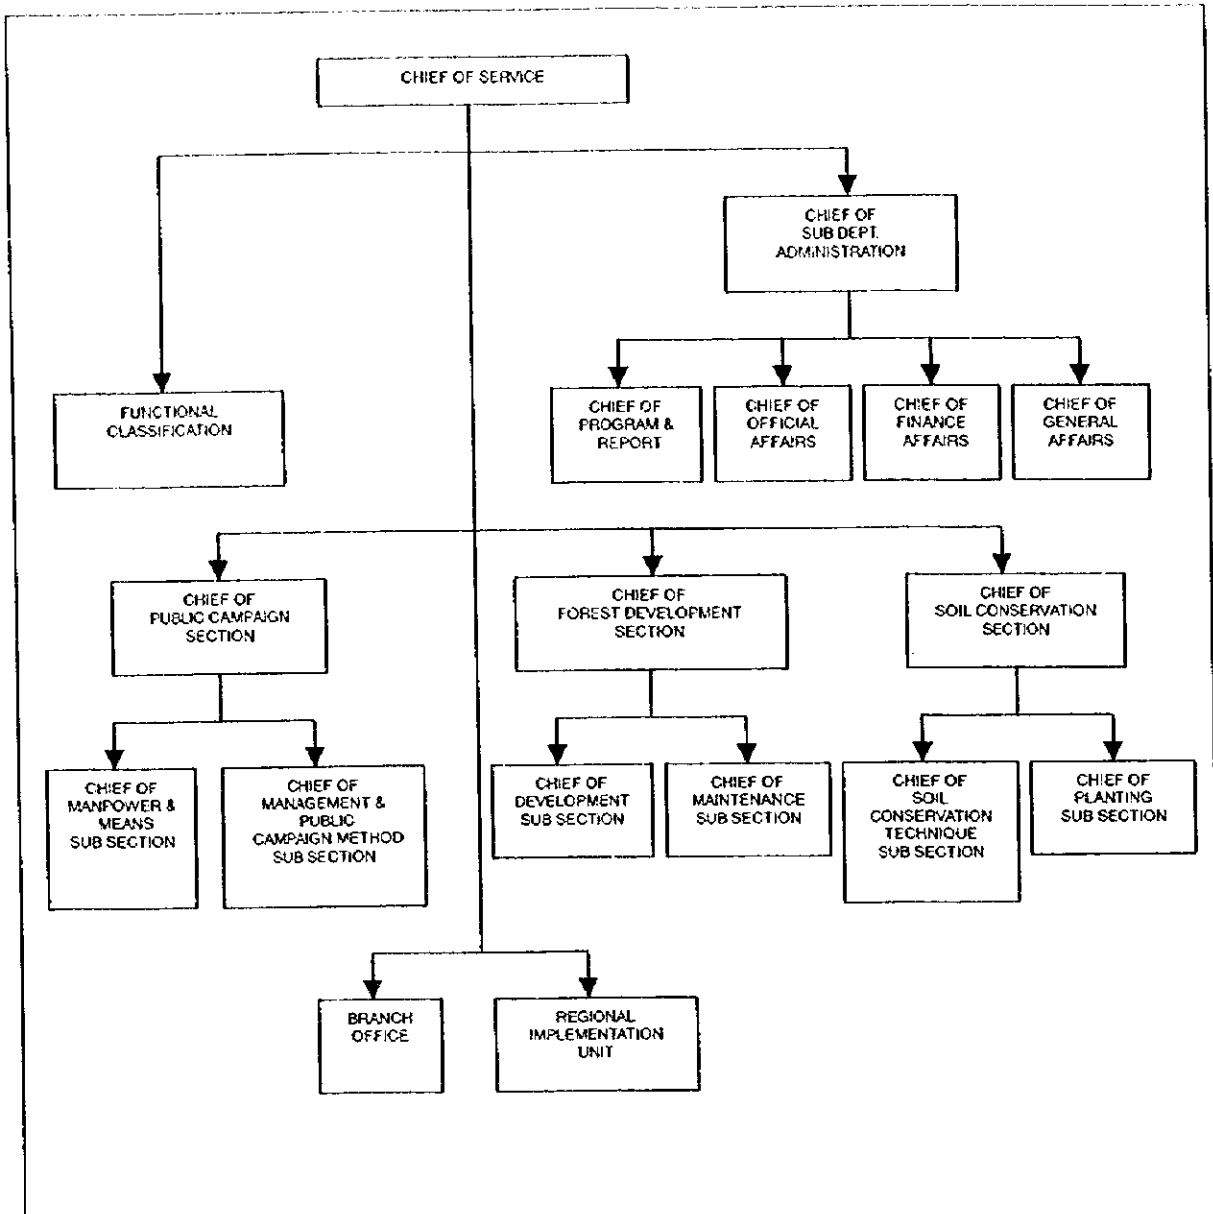 CHIEF OF SERVICE
CHIEF OF
SUB DEPT.
ADMINISTRATION
FUNCTIONAL
CLASSIFICATION
CHIEF OF
PROGRAM &
REPORT
CHIEF OF
OFFICIAL
AFFAIRS
CHIEF OF
FINANCE
AFFAIRS
CHIEF OF
GENERAL
AFFAIRS
CHIEF OF
PUBLIC CAMPAIGN
SECTION
CHIEF OF
FOREST DEVELOPMENT
SECTION
CHIEF OF
SOIL CONSERVATION
SECTION
CHIEF OF
MANPOWER &
MEANS
SUB SECTION
CHIEF OF
MANAGEMENT &
PUBLIC
CAMPAIGN METHOD
SUB SECTION
CHIEF OF
DEVELOPMENT
SUB SECTION
CHIEF OF
MAINTENANCE
SUB SECTION
CHIEF OF
SOIL
CONSERVATION
TECHNIQUE
SUB SECTION
CHIEF OF
PLANTING
SUB SECTION
BRANCH
OFFICE
REGIONAL
IMPLEMENTATION
UNIT